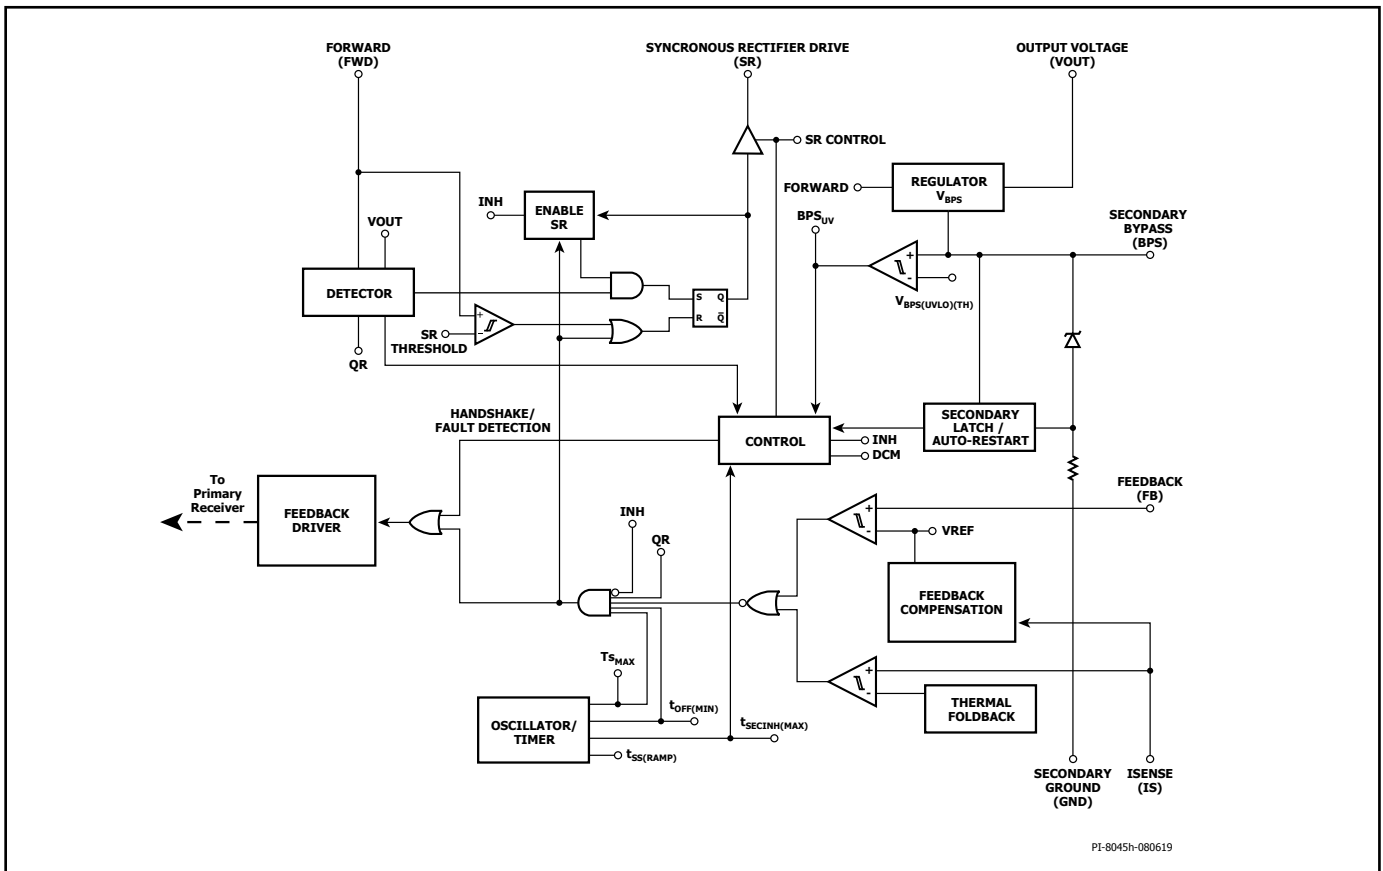 FORWARD
(FWD)
SYNCRONOUS RECTIFIER DRIVE
(SR)
OUTPUT VOLTAGE
(VOUT)
SR CONTROL
FORWARD
REGULATOR
VBPS
INH
ENABLE
SR
VOUT
BPSUV
SECONDARY
BYPASS
(BPS)
DETECTOR
+
-
VBPS(UVLO)(TH)
S Q
R Q̅
+
−
SR
THRESHOLD
QR
HANDSHAKE/
FAULT DETECTION
CONTROL
INH
DCM
SECONDARY
LATCH /
AUTO-RESTART
To
Primary
Receiver
FEEDBACK
DRIVER
INH
QR
FEEDBACK
(FB)
+
-
VREF
FEEDBACK
COMPENSATION
TsMAX
+
-
THERMAL
FOLDBACK
OSCILLATOR/
TIMER
tOFF(MIN)
tSECINH(MAX)
tSS(RAMP)
SECONDARY
GROUND
(GND)
ISENSE
(IS)
PI-8045h-080619